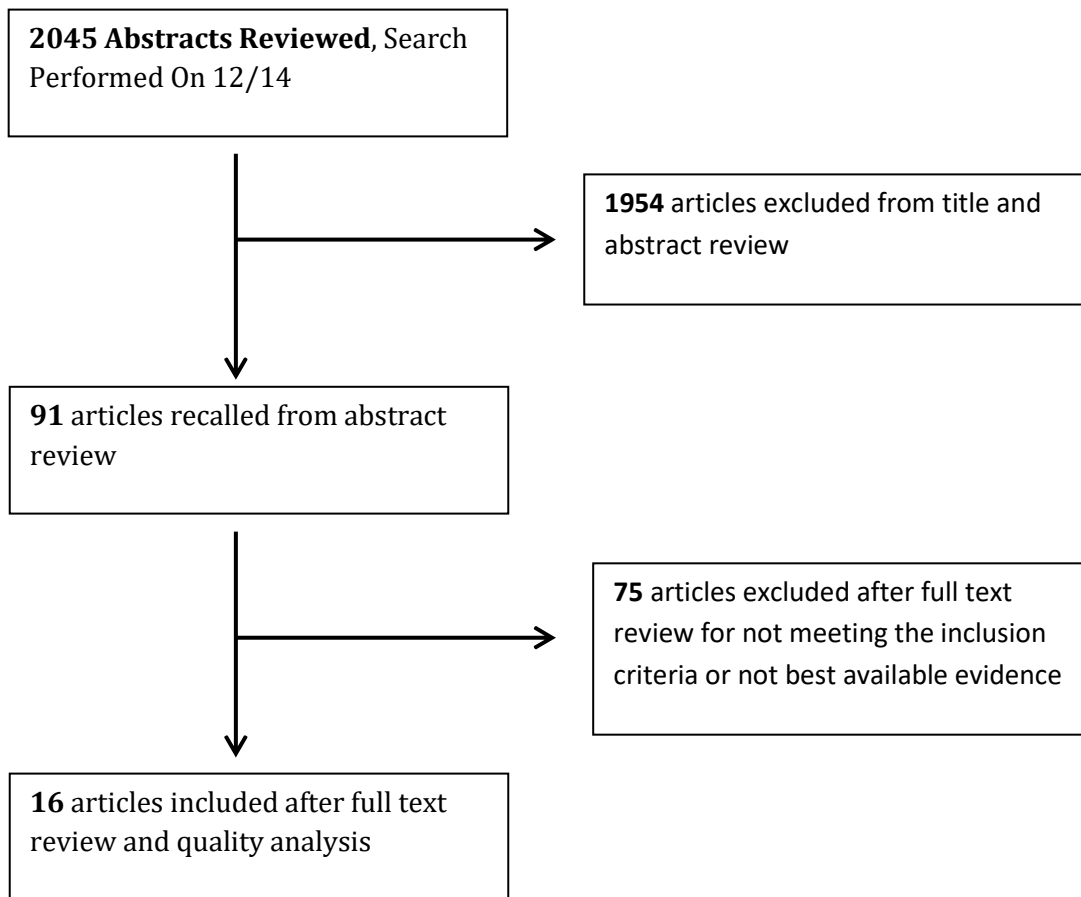 2045 Abstracts Reviewed, Search
Performed On 12/14
1954 articles excluded from title and
abstract review
91 articles recalled from abstract
review
75 articles excluded after full text
review for not meeting the inclusion
criteria or not best available evidence
16 articles included after full text
review and quality analysis